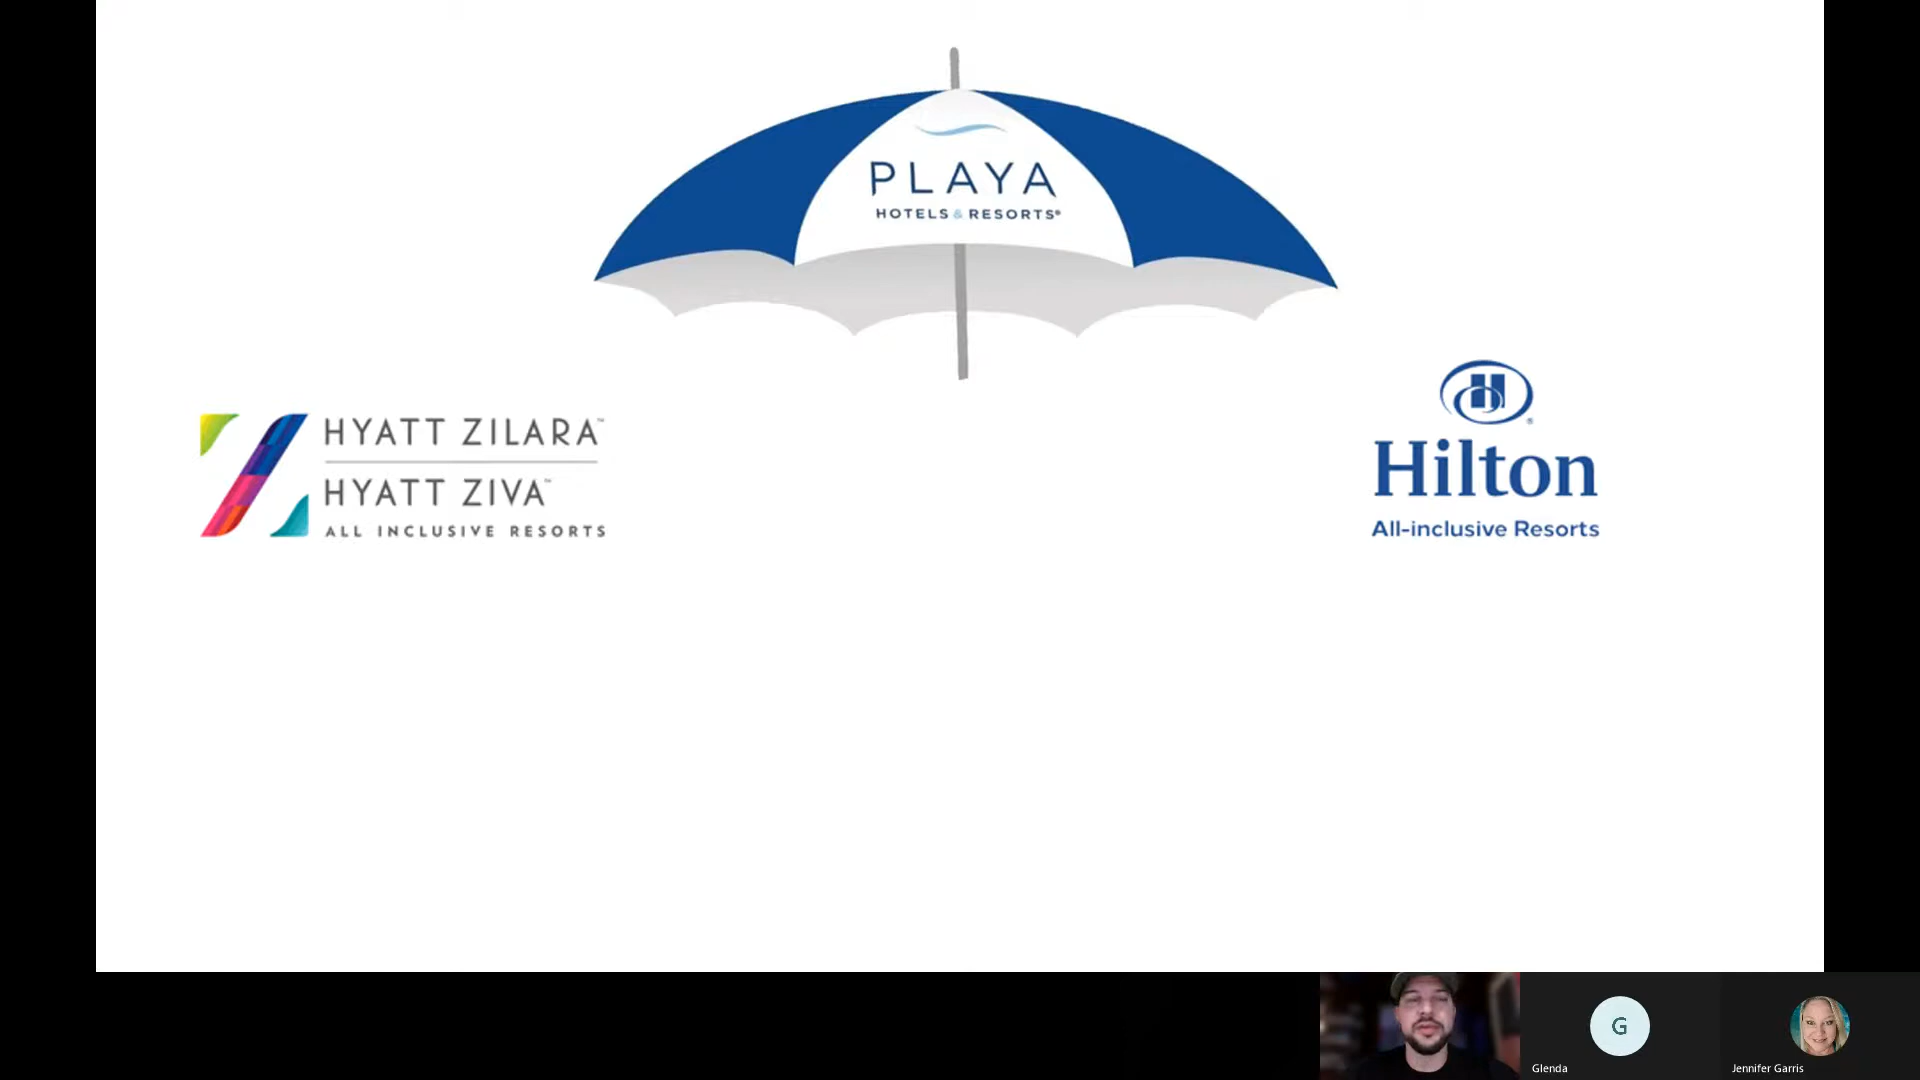 PLAYA
HOTELS & RESORTS®
HYATT ZILARA™
HYATT ZIVA™
ALL INCLUSIVE RESORTS
H
®
Hilton
All-inclusive Resorts
G
Glenda
Jennifer Garris